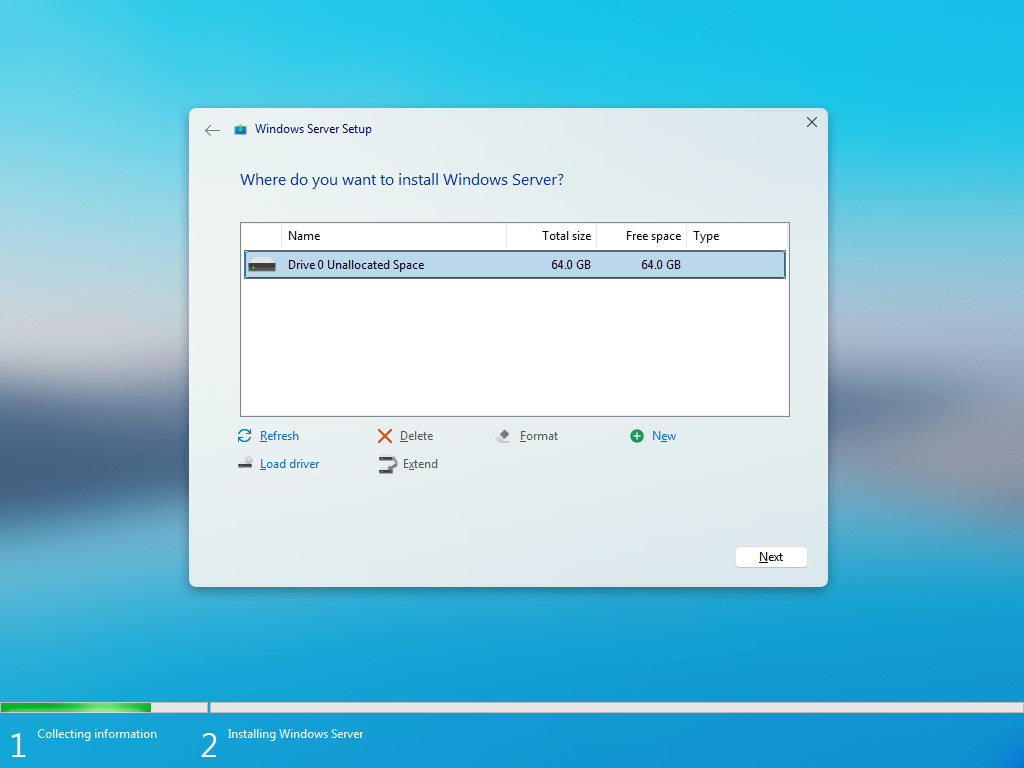 Windows Server Setup
Where do you want to install Windows Server?
Name Total size Free space Type
Drive 0 Unallocated Space 64.0 GB 64.0 GB
Refresh Delete Format New
Load driver Extend
Next
1 Collecting information 2 Installing Windows Server